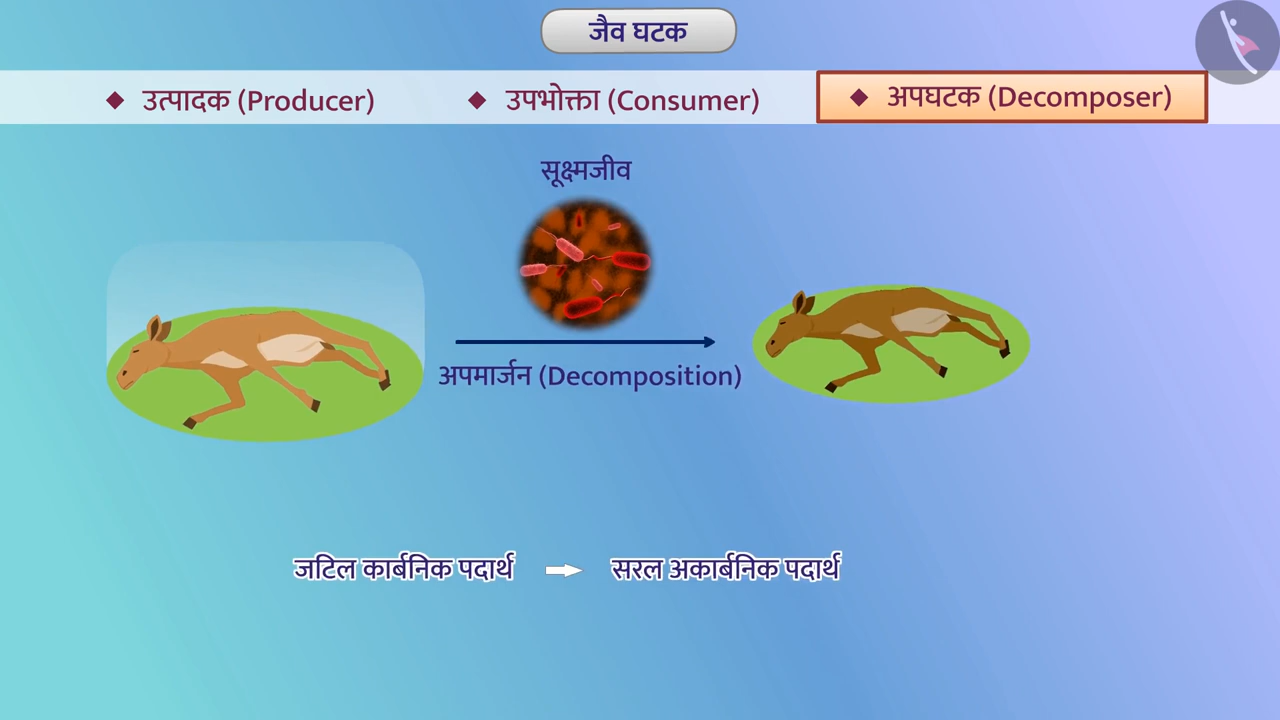 जैव घटक
◆ उत्पादक (Producer)
◆ उपभोक्ता (Consumer)
◆ अपघटक (Decomposer)
सूक्ष्मजीव
अपमार्जन (Decomposition)
जटिल कार्बनिक पदार्थ → सरल अकार्बनिक पदार्थ